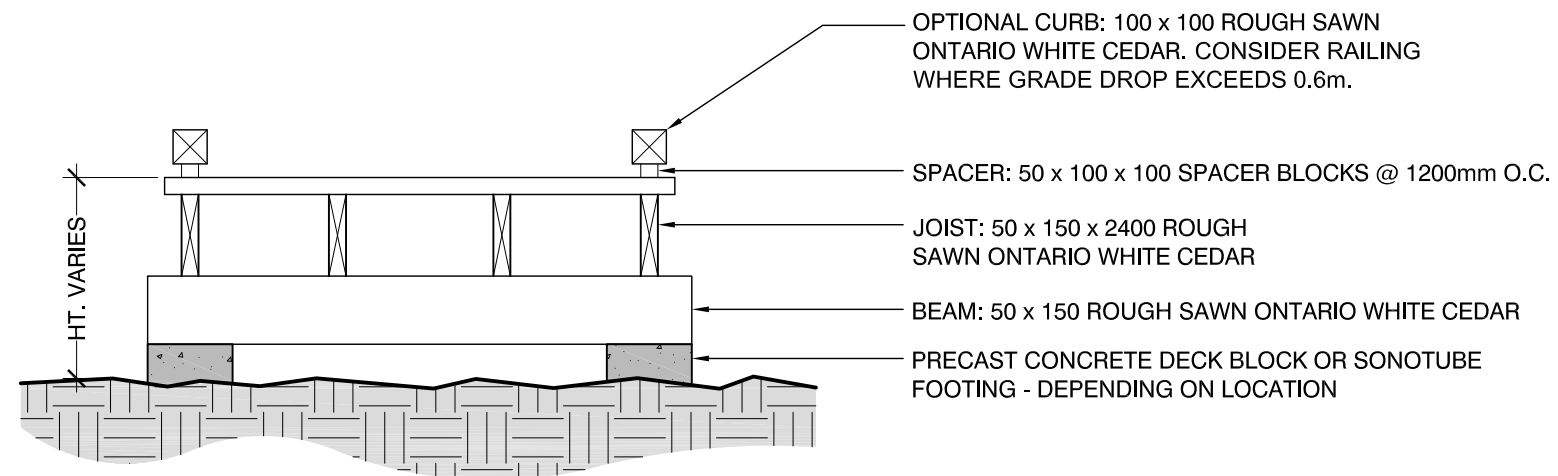 OPTIONAL CURB: 100 x 100 ROUGH SAWN
ONTARIO WHITE CEDAR. CONSIDER RAILING
WHERE GRADE DROP EXCEEDS 0.6m.
SPACER: 50 x 100 x 100 SPACER BLOCKS @ 1200mm O.C.
JOIST: 50 x 150 x 2400 ROUGH
SAWN ONTARIO WHITE CEDAR
HT. VARIES
BEAM: 50 x 150 ROUGH SAWN ONTARIO WHITE CEDAR
PRECAST CONCRETE DECK BLOCK OR SONOTUBE
FOOTING - DEPENDING ON LOCATION